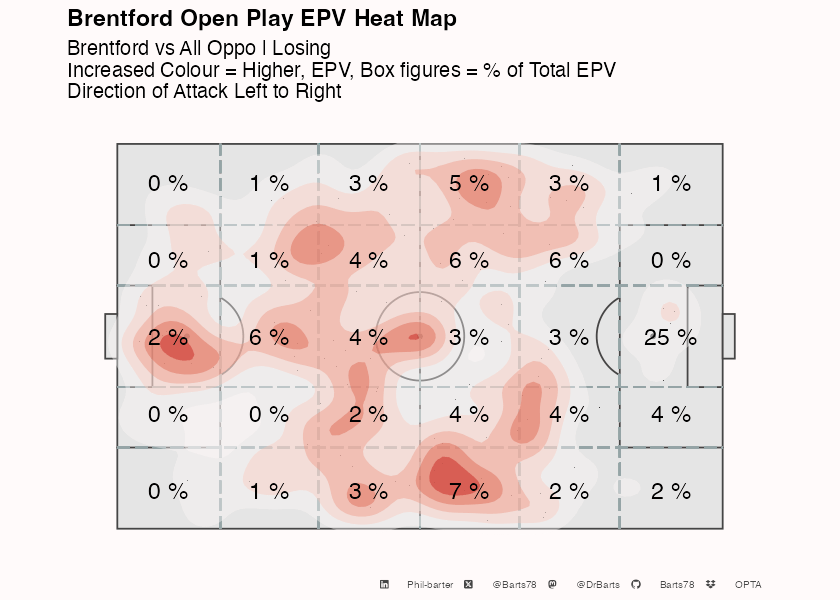 Brentford Open Play EPV Heat Map
Brentford vs All Oppo | Losing
Increased Colour = Higher, EPV, Box figures = % of Total EPV
Direction of Attack Left to Right
0 % 1 % 3 % 5 % 3 % 1 %
0 % 1 % 4 % 6 % 6 % 0 %
2 % 6 % 4 % 3 % 3 % 25 %
0 % 0 % 2 % 4 % 4 % 4 %
0 % 1 % 3 % 7 % 2 % 2 %
Phil-barter @Barts78 @DrBarts Barts78 OPTA